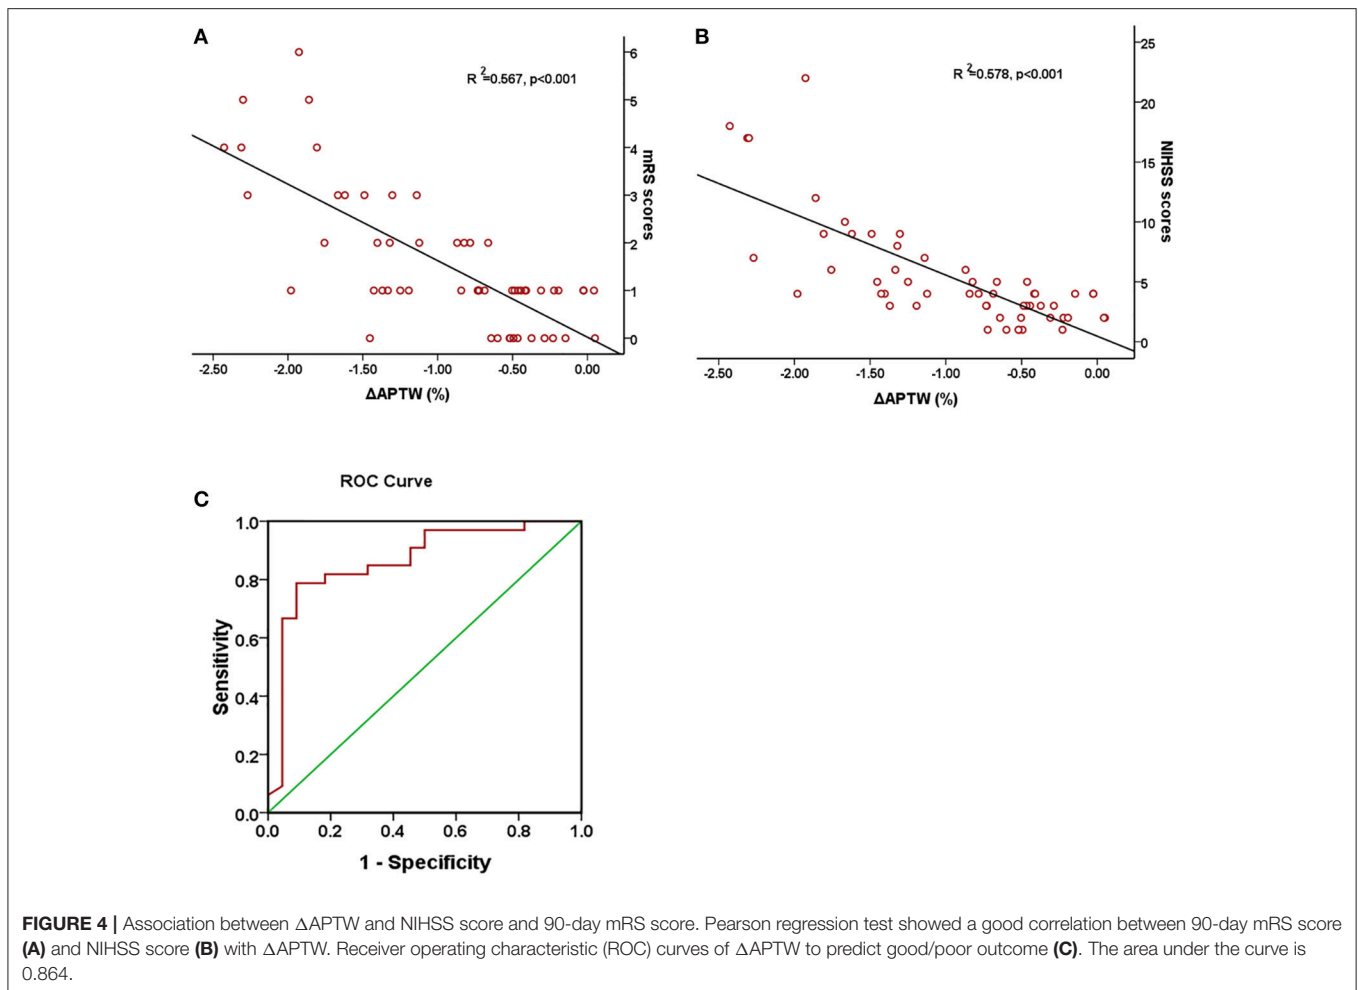 A
R²=0.567, p<0.001
6
5
4
3
2
1
0
mRS scores
-2.50 -2.00 -1.50 -1.00 -0.50 0.00
ΔAPTW (%)
B
R²=0.578, p<0.001
25
20
15
10
5
0
NIHSS scores
-2.50 -2.00 -1.50 -1.00 -0.50 0.00
ΔAPTW (%)
C
ROC Curve
Sensitivity
1.0
0.8
0.6
0.4
0.2
0.0
0.0 0.2 0.4 0.6 0.8 1.0
1 - Specificity
FIGURE 4 | Association between ΔAPTW and NIHSS score and 90-day mRS score. Pearson regression test showed a good correlation between 90-day mRS score
(A) and NIHSS score (B) with ΔAPTW. Receiver operating characteristic (ROC) curves of ΔAPTW to predict good/poor outcome (C). The area under the curve is
0.864.